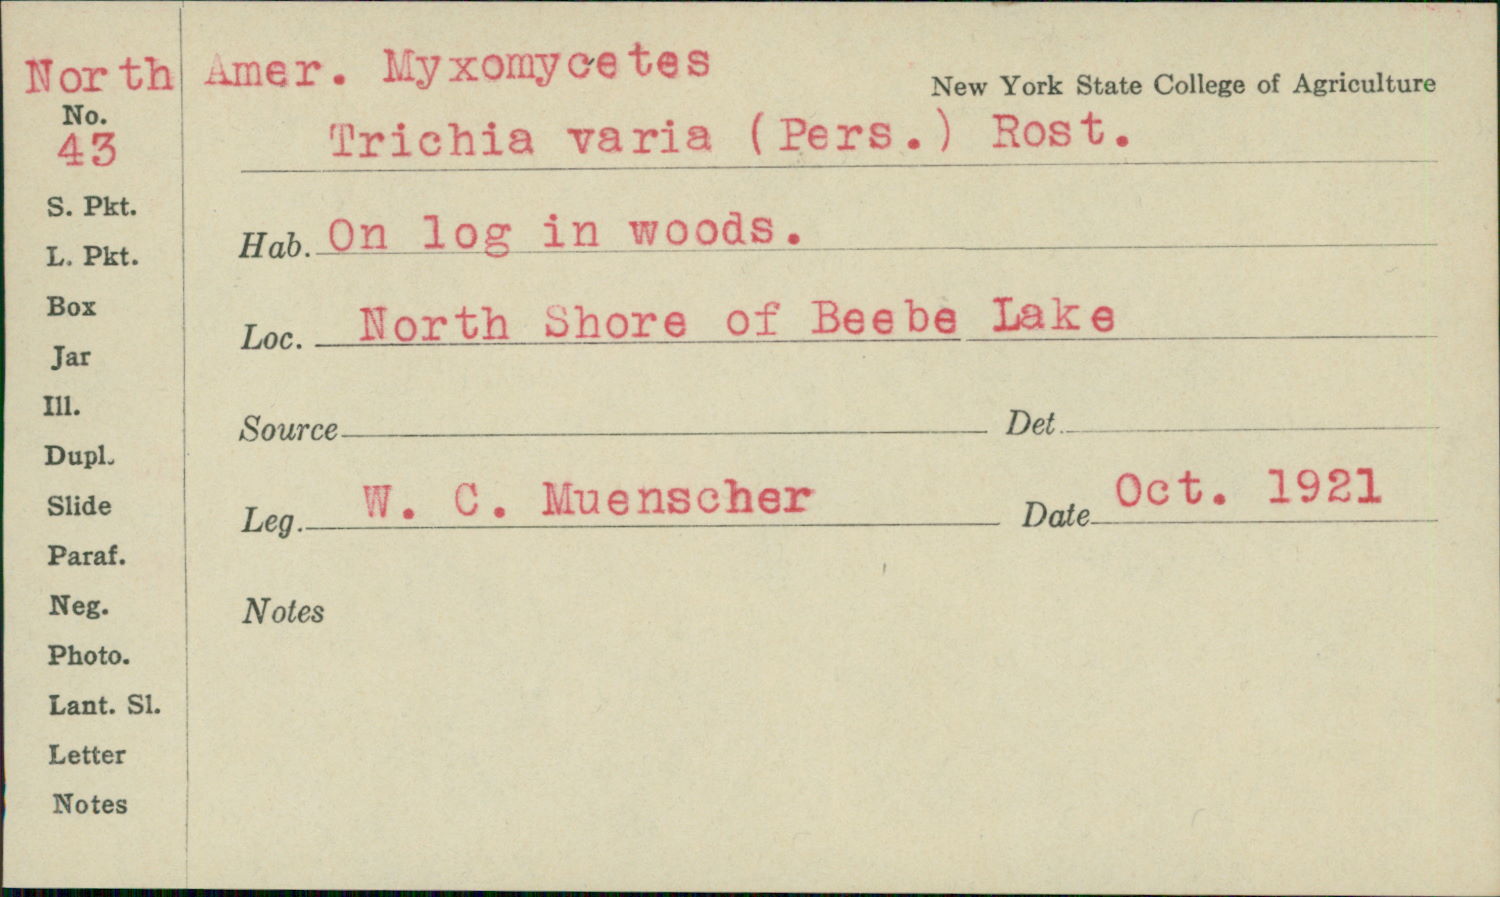 North Amer. Myxomycetes
New York State College of Agriculture
No.
43
Trichia varia (Pers.) Rost.
S. Pkt.
Hab. On log in woods.
L. Pkt.
Box
Loc. North Shore of Beebe Lake
Jar
Ill.
Source Det.
Dupl.
Slide
Leg. W. C. Muenscher Date Oct. 1921
Paraf.
Neg.
Notes
Photo.
Lant. Sl.
Letter
Notes